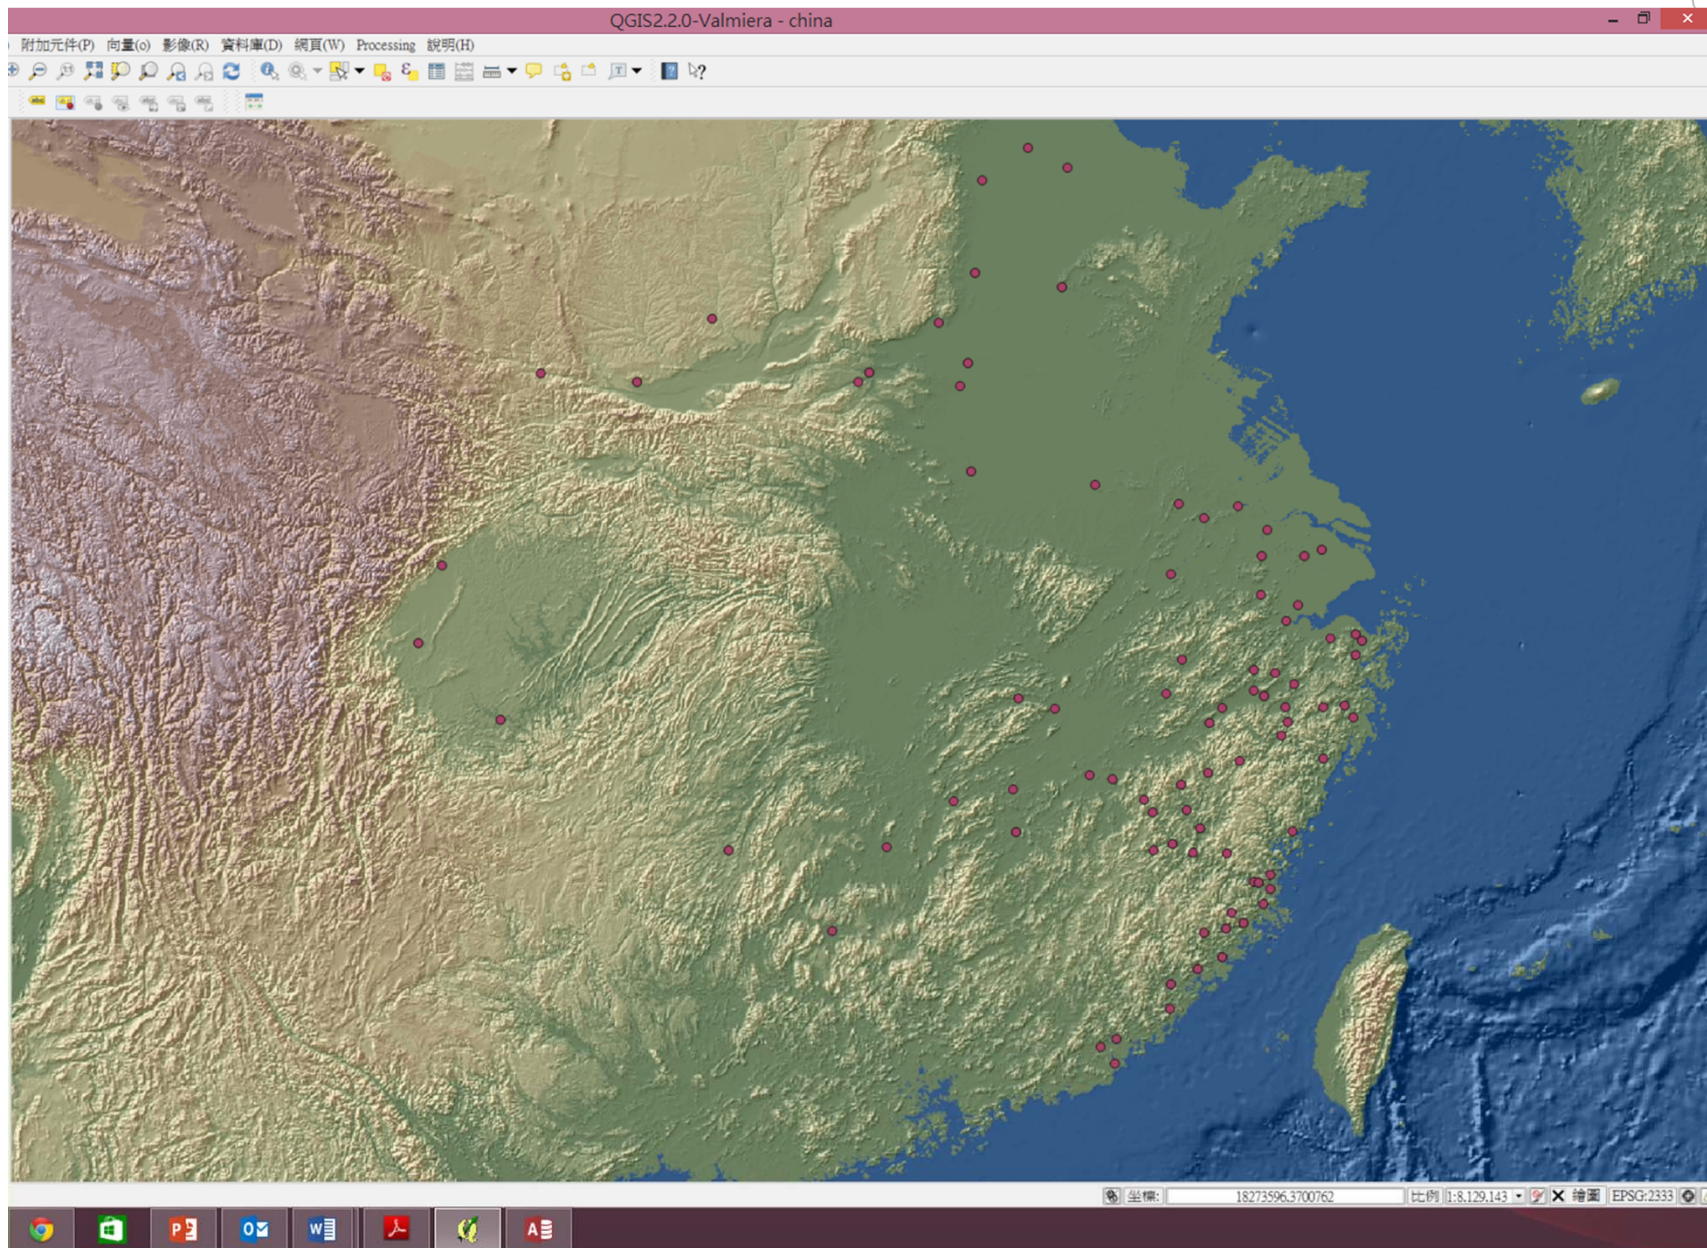 QGIS2.2.0-Valmiera - china
附加元件(P) 向量(o) 影像(R) 資料庫(D) 網頁(W) Processing 說明(H)
abc
坐標: 18273596.3700762 比例 1:8.129.143 繪圖 EPSG:2333